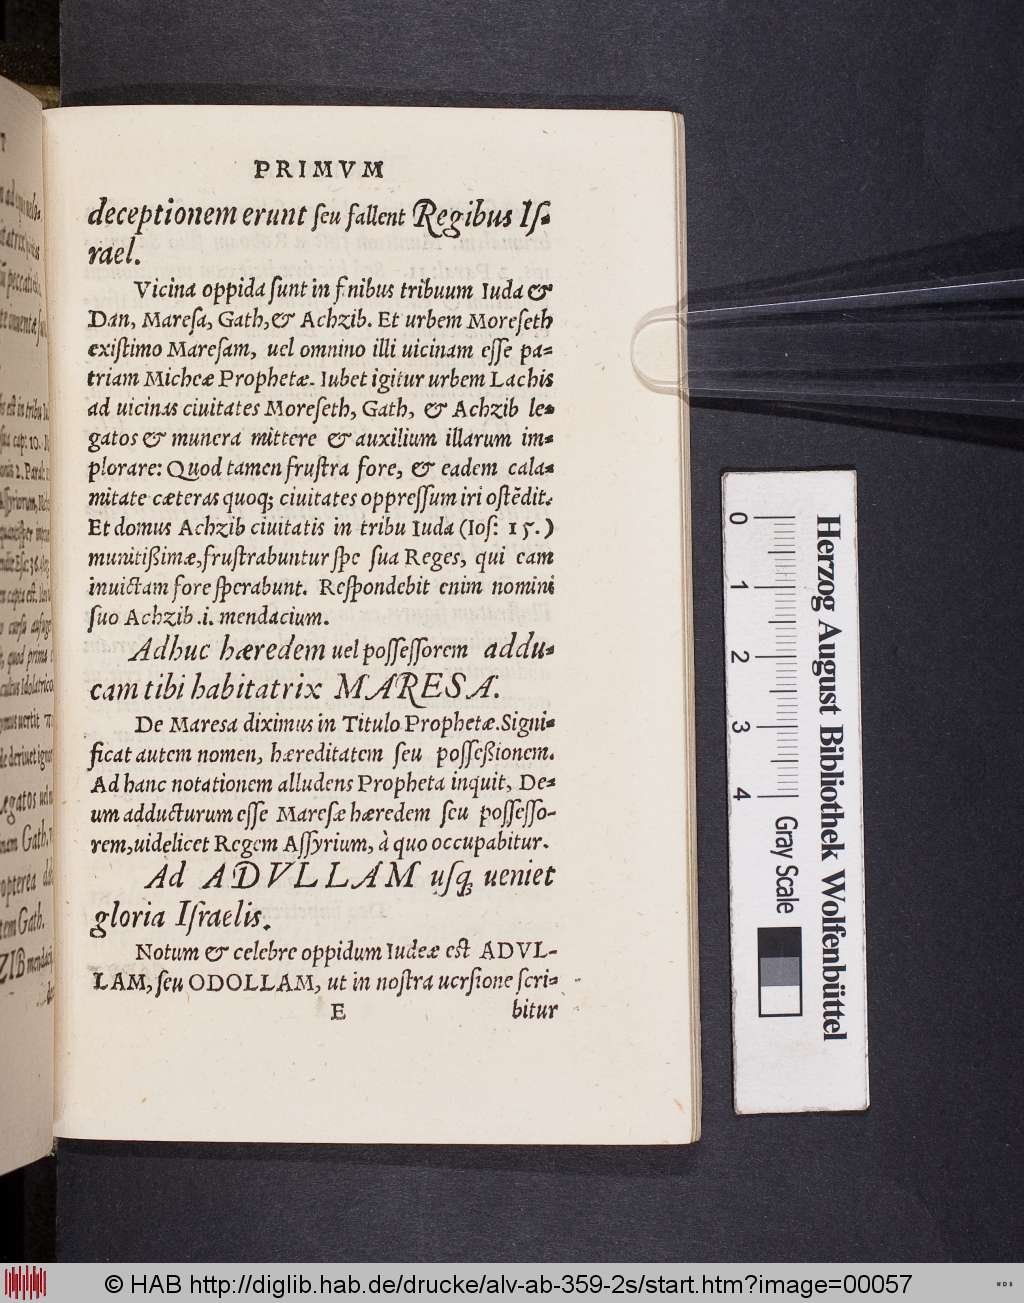 PRIMVM
deceptionem erunt ſeu fallent Regibus Iſ-
rael.
Vicina oppida ſunt in finibus tribuum Iuda &
Dan, Mareſa, Gath, & Achzib. Et urbem Moreſeth
exiſtimo Mareſam, uel omnino illi uicinam eſſe pa-
triam Micheæ Prophetæ. Iubet igitur urbem Lachis
ad uicinas ciuitates Moreſeth, Gath, & Achzib le-
gatos & munera mittere & auxilium illarum im-
plorare: Quod tamen fruſtra fore, & eadem cala-
mitate cæteras quoq; ciuitates oppreſſum iri oſtẽdit.
Et domus Achzib ciuitatis in tribu Iuda (Ioſ: 15.)
munitißimæ, fruſtrabuntur ſpe ſua Reges, qui eam
inuictam fore ſperabunt. Reſpondebit enim nomini
ſuo Achzib .i. mendacium.
Adhuc hæredem uel poſſeſſorem addu-
cam tibi habitatrix MARESA.
De Maresa diximus in Titulo Prophetæ. Signi-
ficat autem nomen, hæreditatem ſeu poſſeßionem.
Ad hanc notationem alludens Propheta inquit, De-
um adducturum eſſe Mareſæ hæredem ſeu poſſeſſo-
rem, uidelicet Regem Aſſyrium, à quo occupabitur.
Ad ADVLLAM uſq; ueniet
gloria Iſraelis.
Notum & celebre oppidum Iudeæ eſt ADVL-
LAM, ſeu ODOLLAM, ut in noſtra uerſione ſcri-
E bitur
0 1 2 3 4
Gray Scale
Herzog August Bibliothek Wolfenbüttel
© HAB http://diglib.hab.de/drucke/alv-ab-359-2s/start.htm?image=00057